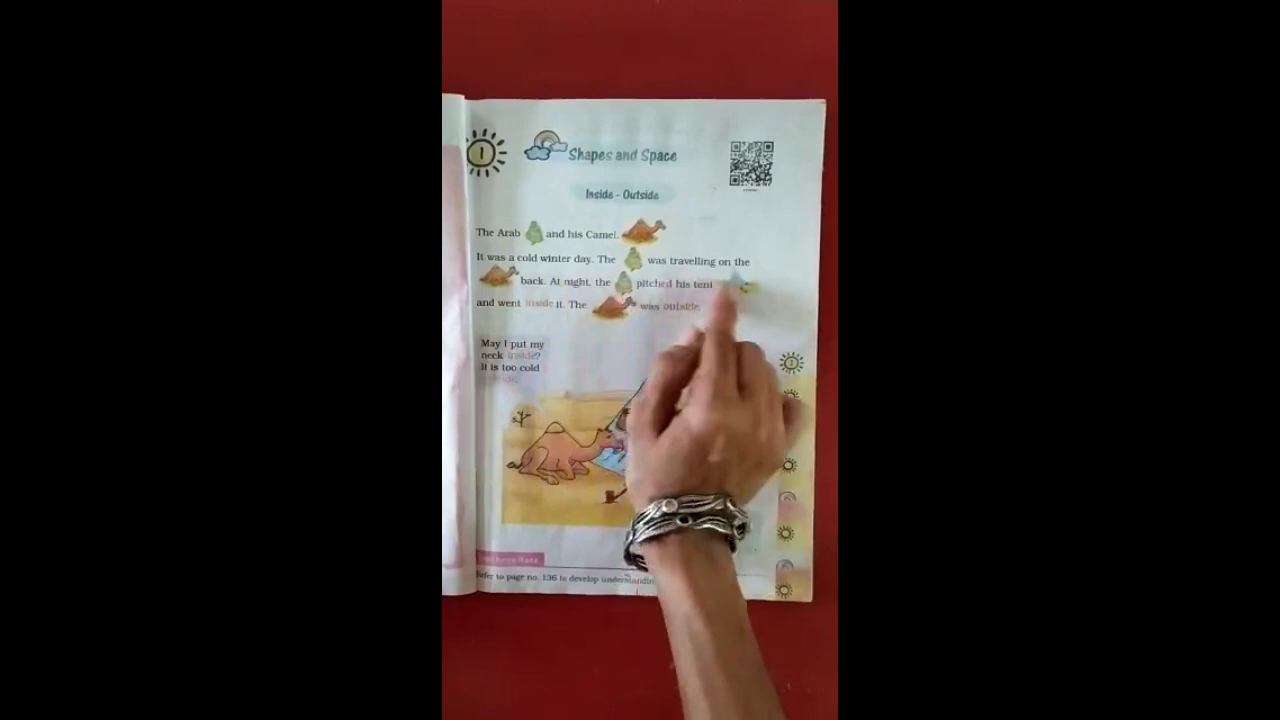 1
Shapes and Space
Inside - Outside
The Arab and his Camel.
It was a cold winter day. The was travelling on the
back. At night, the pitched his tent
and went inside it. The was outside.
May I put my
neck inside?
It is too cold
Refer to page no. 136 to develop